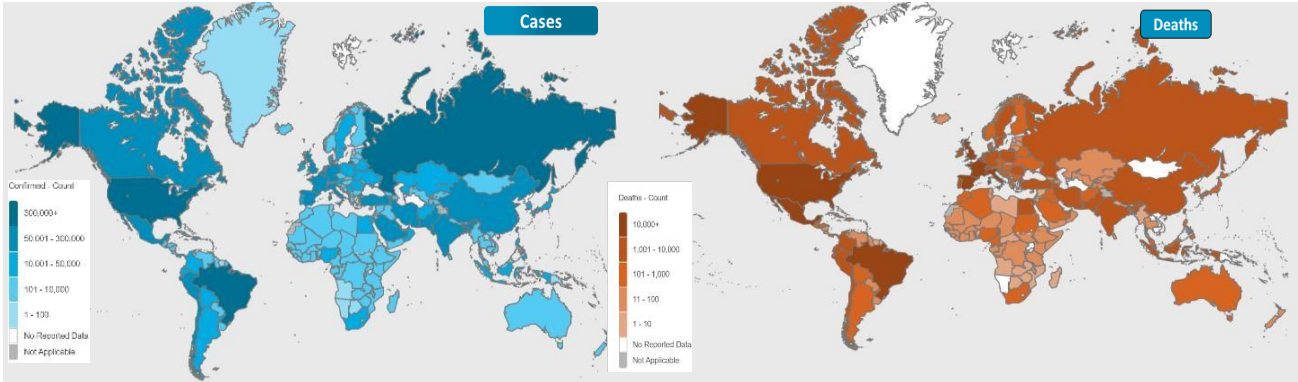 Cases
Confirmed - Count
300,000+
50.001 - 300,000
10.001 - 50,000
101 - 10,000
1 - 100
No Reported Data
Not Applicable
Deaths
Deaths - Count
10,000+
1.001 - 10,000
101 - 1,000
11 - 100
1 - 10
No Reported Data
Not Applicable